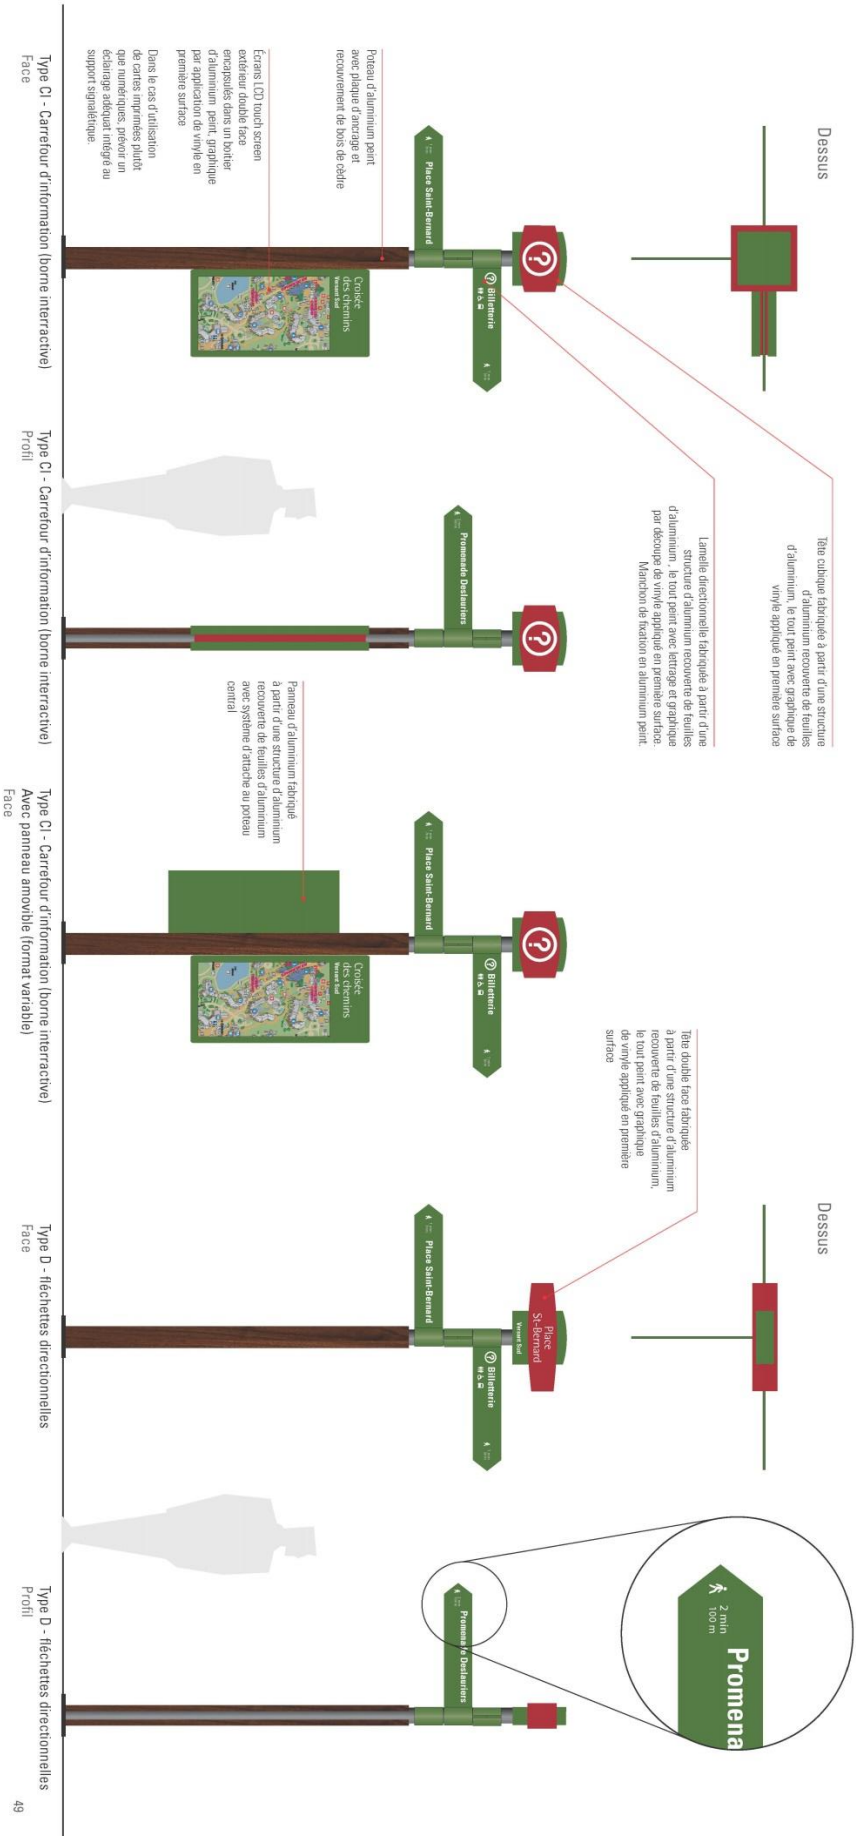 Dessus
Dessus
Tête cubique fabriquée à partir d'une structure
d'aluminium recouverte de feuilles
d'aluminium, le tout peint avec graphique de
vinyle appliqué en première surface
Lamelle directionnelle fabriquée à partir d'une
structure d'aluminium recouverte de feuilles
d'aluminium , le tout peint avec lettrage et graphique
par découpe de vinyle appliqué en première surface.
Manchon de fixation en aluminium peint.
Tête double face fabriquée
à partir d'une structure d'aluminium
recouverte de feuilles d'aluminium,
le tout peint avec graphique
de vinyle appliqué en première
surface
2 min
100 m
Promena
Poteau d'aluminium peint
avec plaque d'ancrage et
recouvrement de bois de cèdre
Écrans LCD touch screen
extérieur double face
encapsulés dans un boitier
d'aluminium peint, graphique
par application de vinyle en
première surface
Dans le cas d'utilisation
de cartes imprimées plutôt
que numériques, prévoir un
éclairage adéquat intégré au
support signalétique.
?
? Billetterie
Place Saint-Bernard
Croisée
des chemins
Versant Sud
?
Promenade Deslauriers
Panneau d'aluminium fabriqué
à partir d'une structure d'aluminium
recouverte de feuilles d'aluminium
avec système d'attache au poteau
central
?
? Billetterie
Place Saint-Bernard
Croisée
des chemins
Versant Sud
Place
St-Bernard
Versant Sud
? Billetterie
Place Saint-Bernard
Promenade Deslauriers
Type CI - Carrefour d'information (borne interractive)
Face
Type CI - Carrefour d'information (borne interractive)
Profil
Type CI - Carrefour d'information (borne interractive)
Avec panneau amovible (format variable)
Face
Type D - fléchettes directionnelles
Face
Type D - fléchettes directionnelles
Profil
49